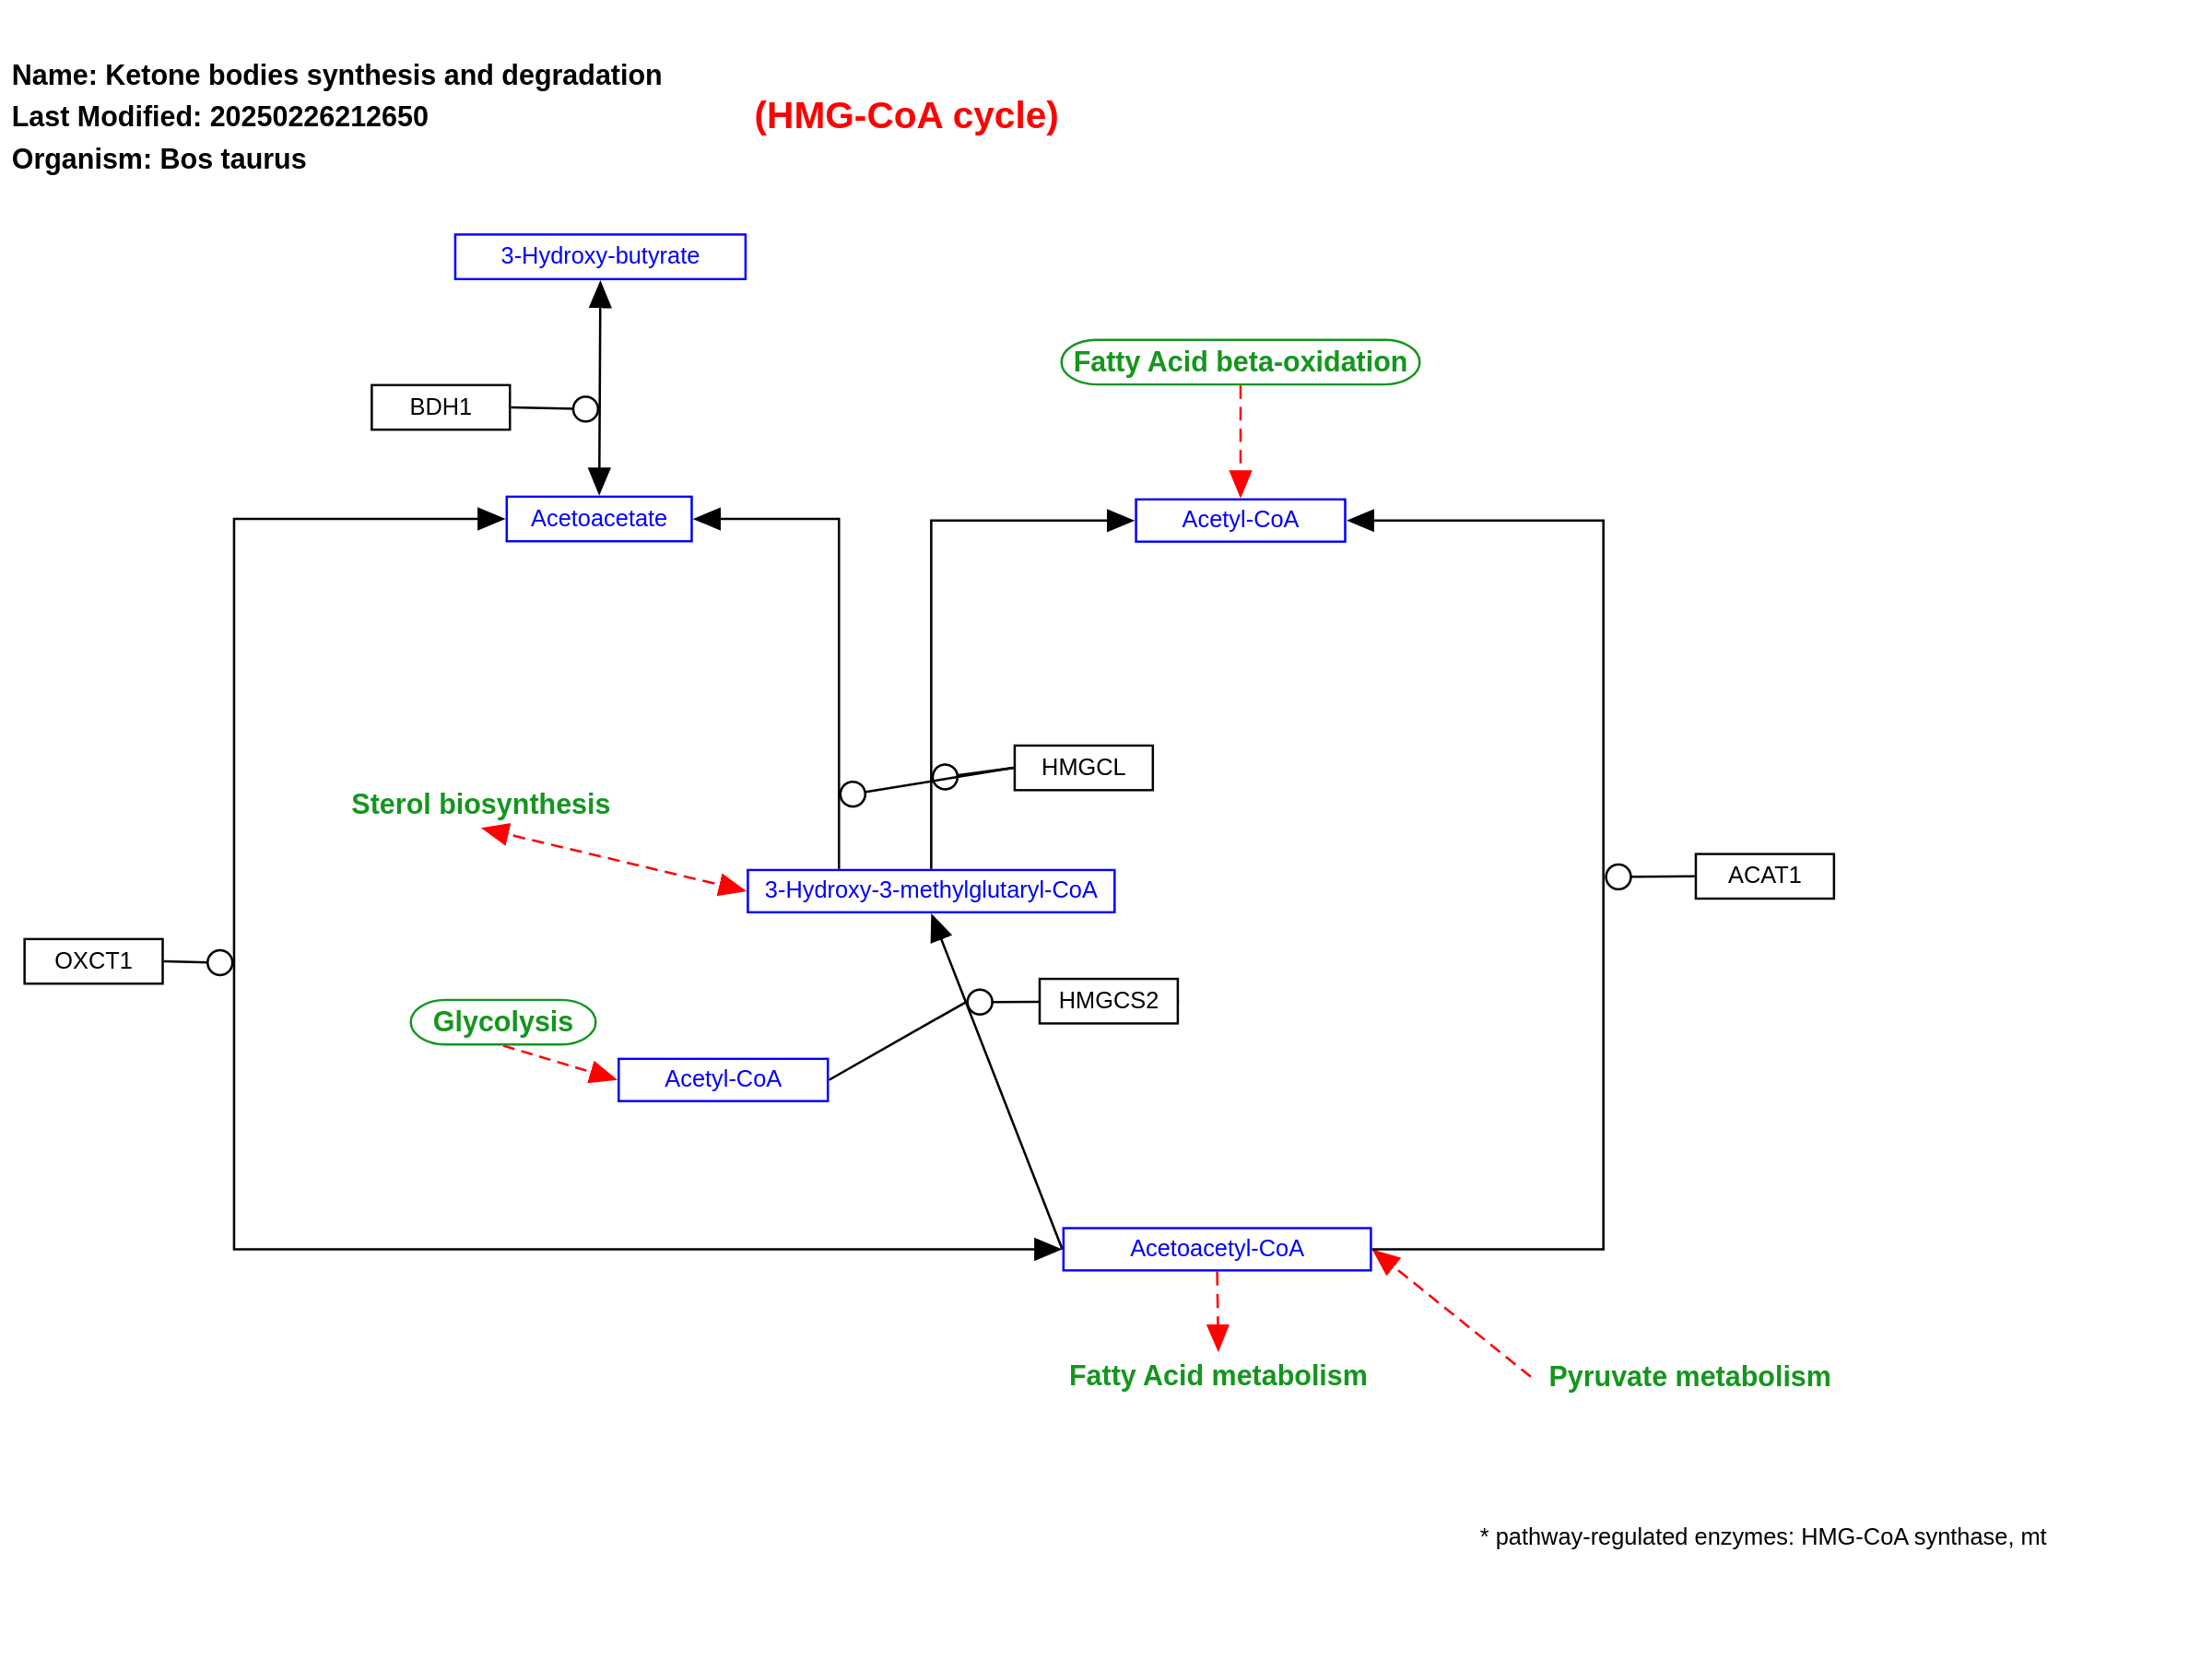 Name: Ketone bodies synthesis and degradation
Last Modified: 20250226212650
Organism: Bos taurus
(HMG-CoA cycle)
3-Hydroxy-butyrate
Fatty Acid beta-oxidation
BDH1
Acetoacetate
Acetyl-CoA
HMGCL
Sterol biosynthesis
3-Hydroxy-3-methylglutaryl-CoA
ACAT1
OXCT1
HMGCS2
Glycolysis
Acetyl-CoA
Acetoacetyl-CoA
Fatty Acid metabolism
Pyruvate metabolism
* pathway-regulated enzymes: HMG-CoA synthase, mt